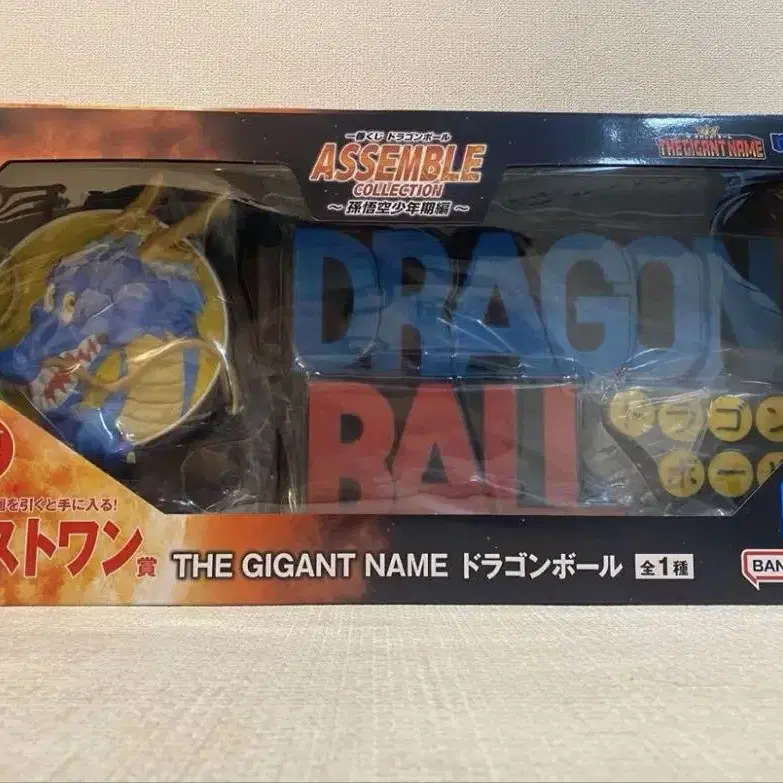 一番くじ ドラゴンボール
ASSEMBLE
COLLECTION
～ 孫悟空少年期編 ～
THE GIGANT NAME
DRAGON
BALL
ドラゴン
ボー
を引くと手に入る!
ストワン賞
THE GIGANT NAME ドラゴンボール 全1種
BAN